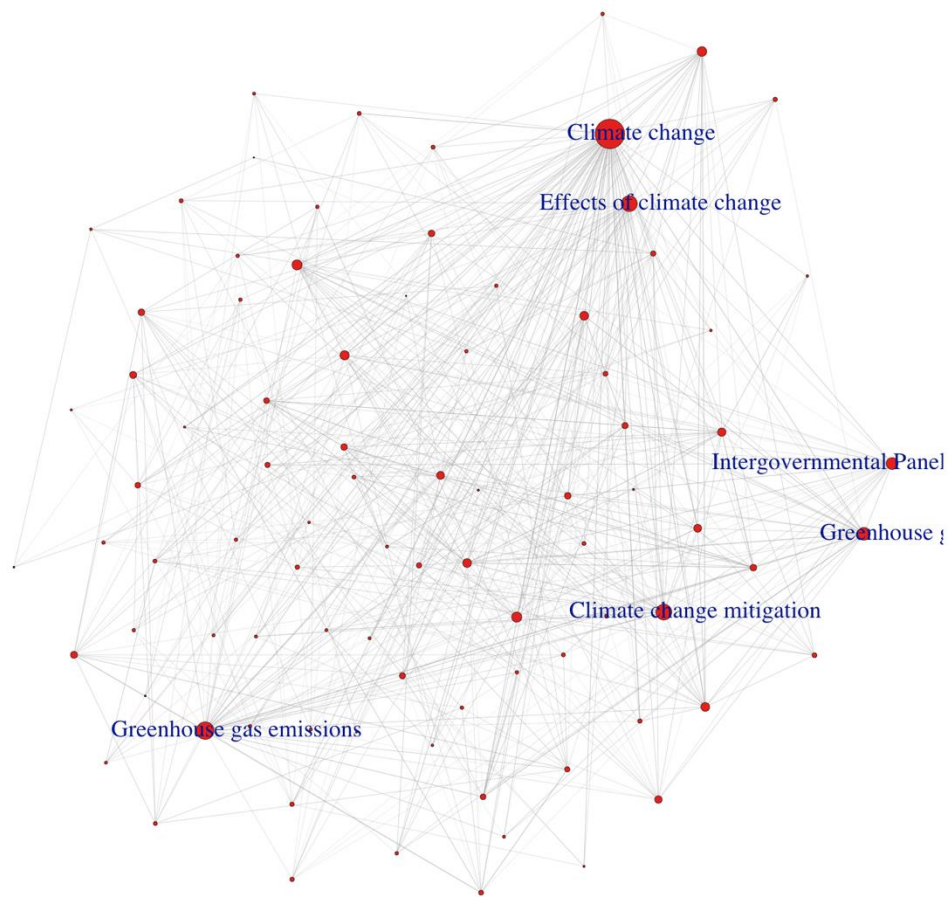 Climate change
Effects of climate change
Intergovernmental Panel
Greenhouse g
Climate change mitigation
Greenhouse gas emissions